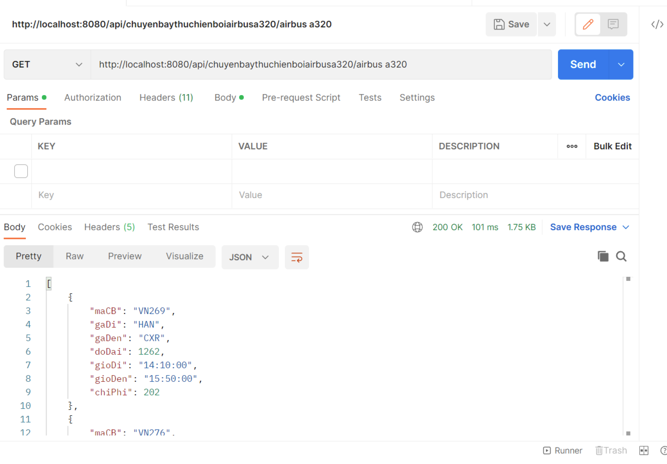 http://localhost:8080/api/chuyenbaythuchienboiairbusa320/airbus a320
Save
</>
GET
http://localhost:8080/api/chuyenbaythuchienboiairbusa320/airbus a320
Send
Params Authorization Headers (11) Body Pre-request Script Tests Settings Cookies
Query Params
KEY VALUE DESCRIPTION ooo Bulk Edit
Key Value Description
Body Cookies Headers (5) Test Results 200 OK 101 ms 1.75 KB Save Response
Pretty Raw Preview Visualize JSON
1 [
2 {
3 "maCB": "VN269",
4 "gaDi": "HAN",
5 "gaDen": "CXR",
6 "doDai": 1262,
7 "gioDi": "14:10:00",
8 "gioDen": "15:50:00",
9 "chiPhi": 202
10 },
11 {
12 "maCB": "VN276",
Runner Trash